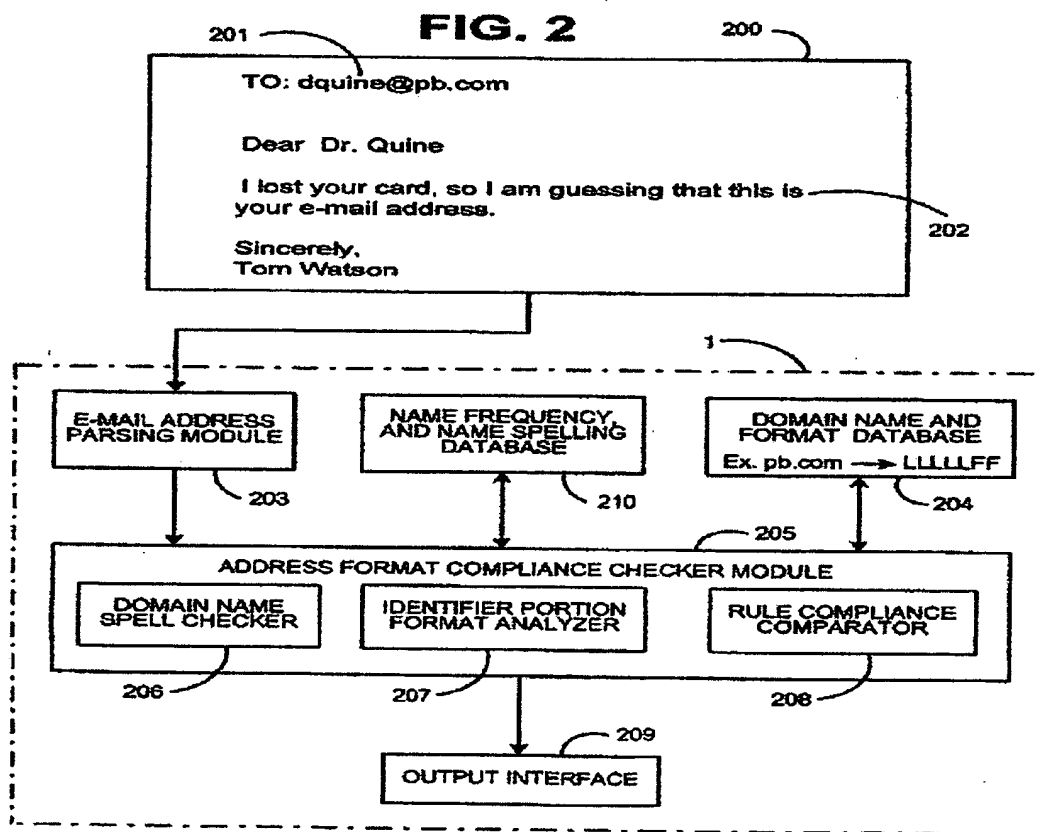 FIG. 2
201
200
TO: dquine@pb.com
Dear Dr. Quine
I lost your card, so I am guessing that this is
your e-mail address.
202
Sincerely,
Tom Watson
1
E-MAIL ADDRESS
PARSING MODULE
203
NAME FREQUENCY,
AND NAME SPELLING
DATABASE
210
DOMAIN NAME AND
FORMAT DATABASE
Ex. pb.com → LLLLLFF
204
205
ADDRESS FORMAT COMPLIANCE CHECKER MODULE
DOMAIN NAME
SPELL CHECKER
206
IDENTIFIER PORTION
FORMAT ANALYZER
207
RULE COMPLIANCE
COMPARATOR
208
209
OUTPUT INTERFACE